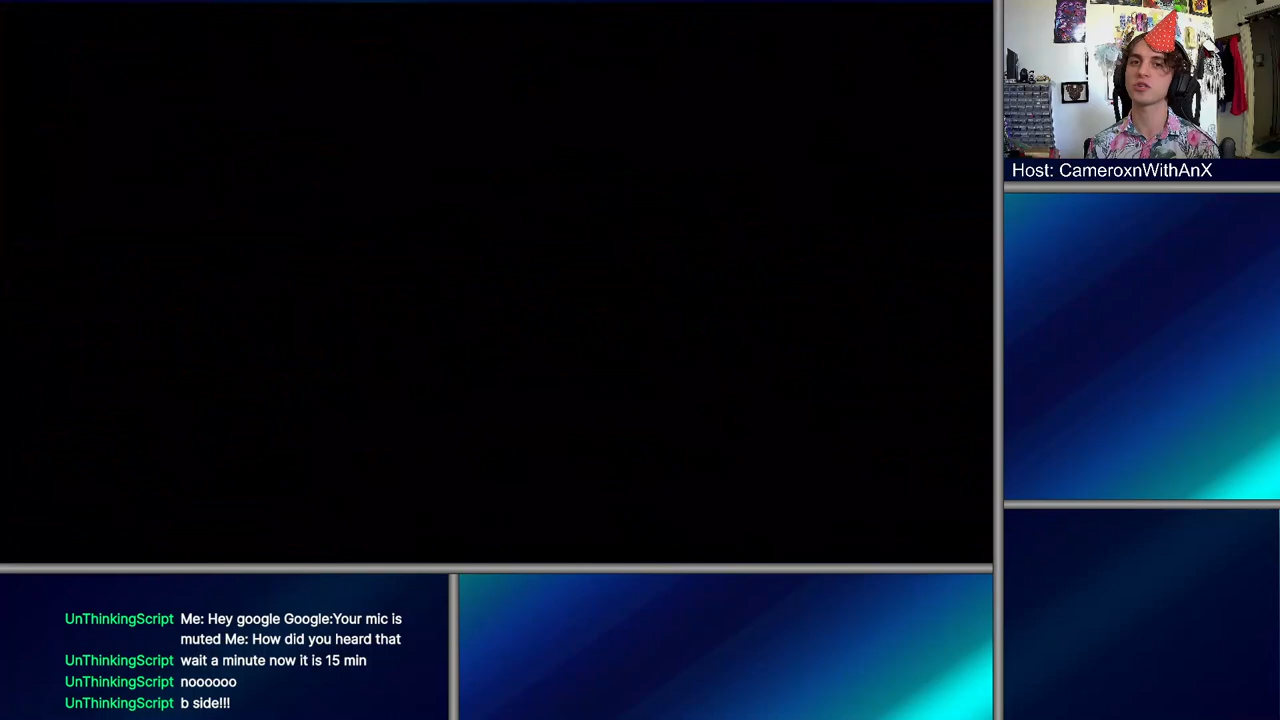 Host: CameroxnWithAnX
UnThinkingScript Me: Hey google Google:Your mic is
muted Me: How did you heard that
UnThinkingScript wait a minute now it is 15 min
UnThinkingScript noooooo
UnThinkingScript b side!!!